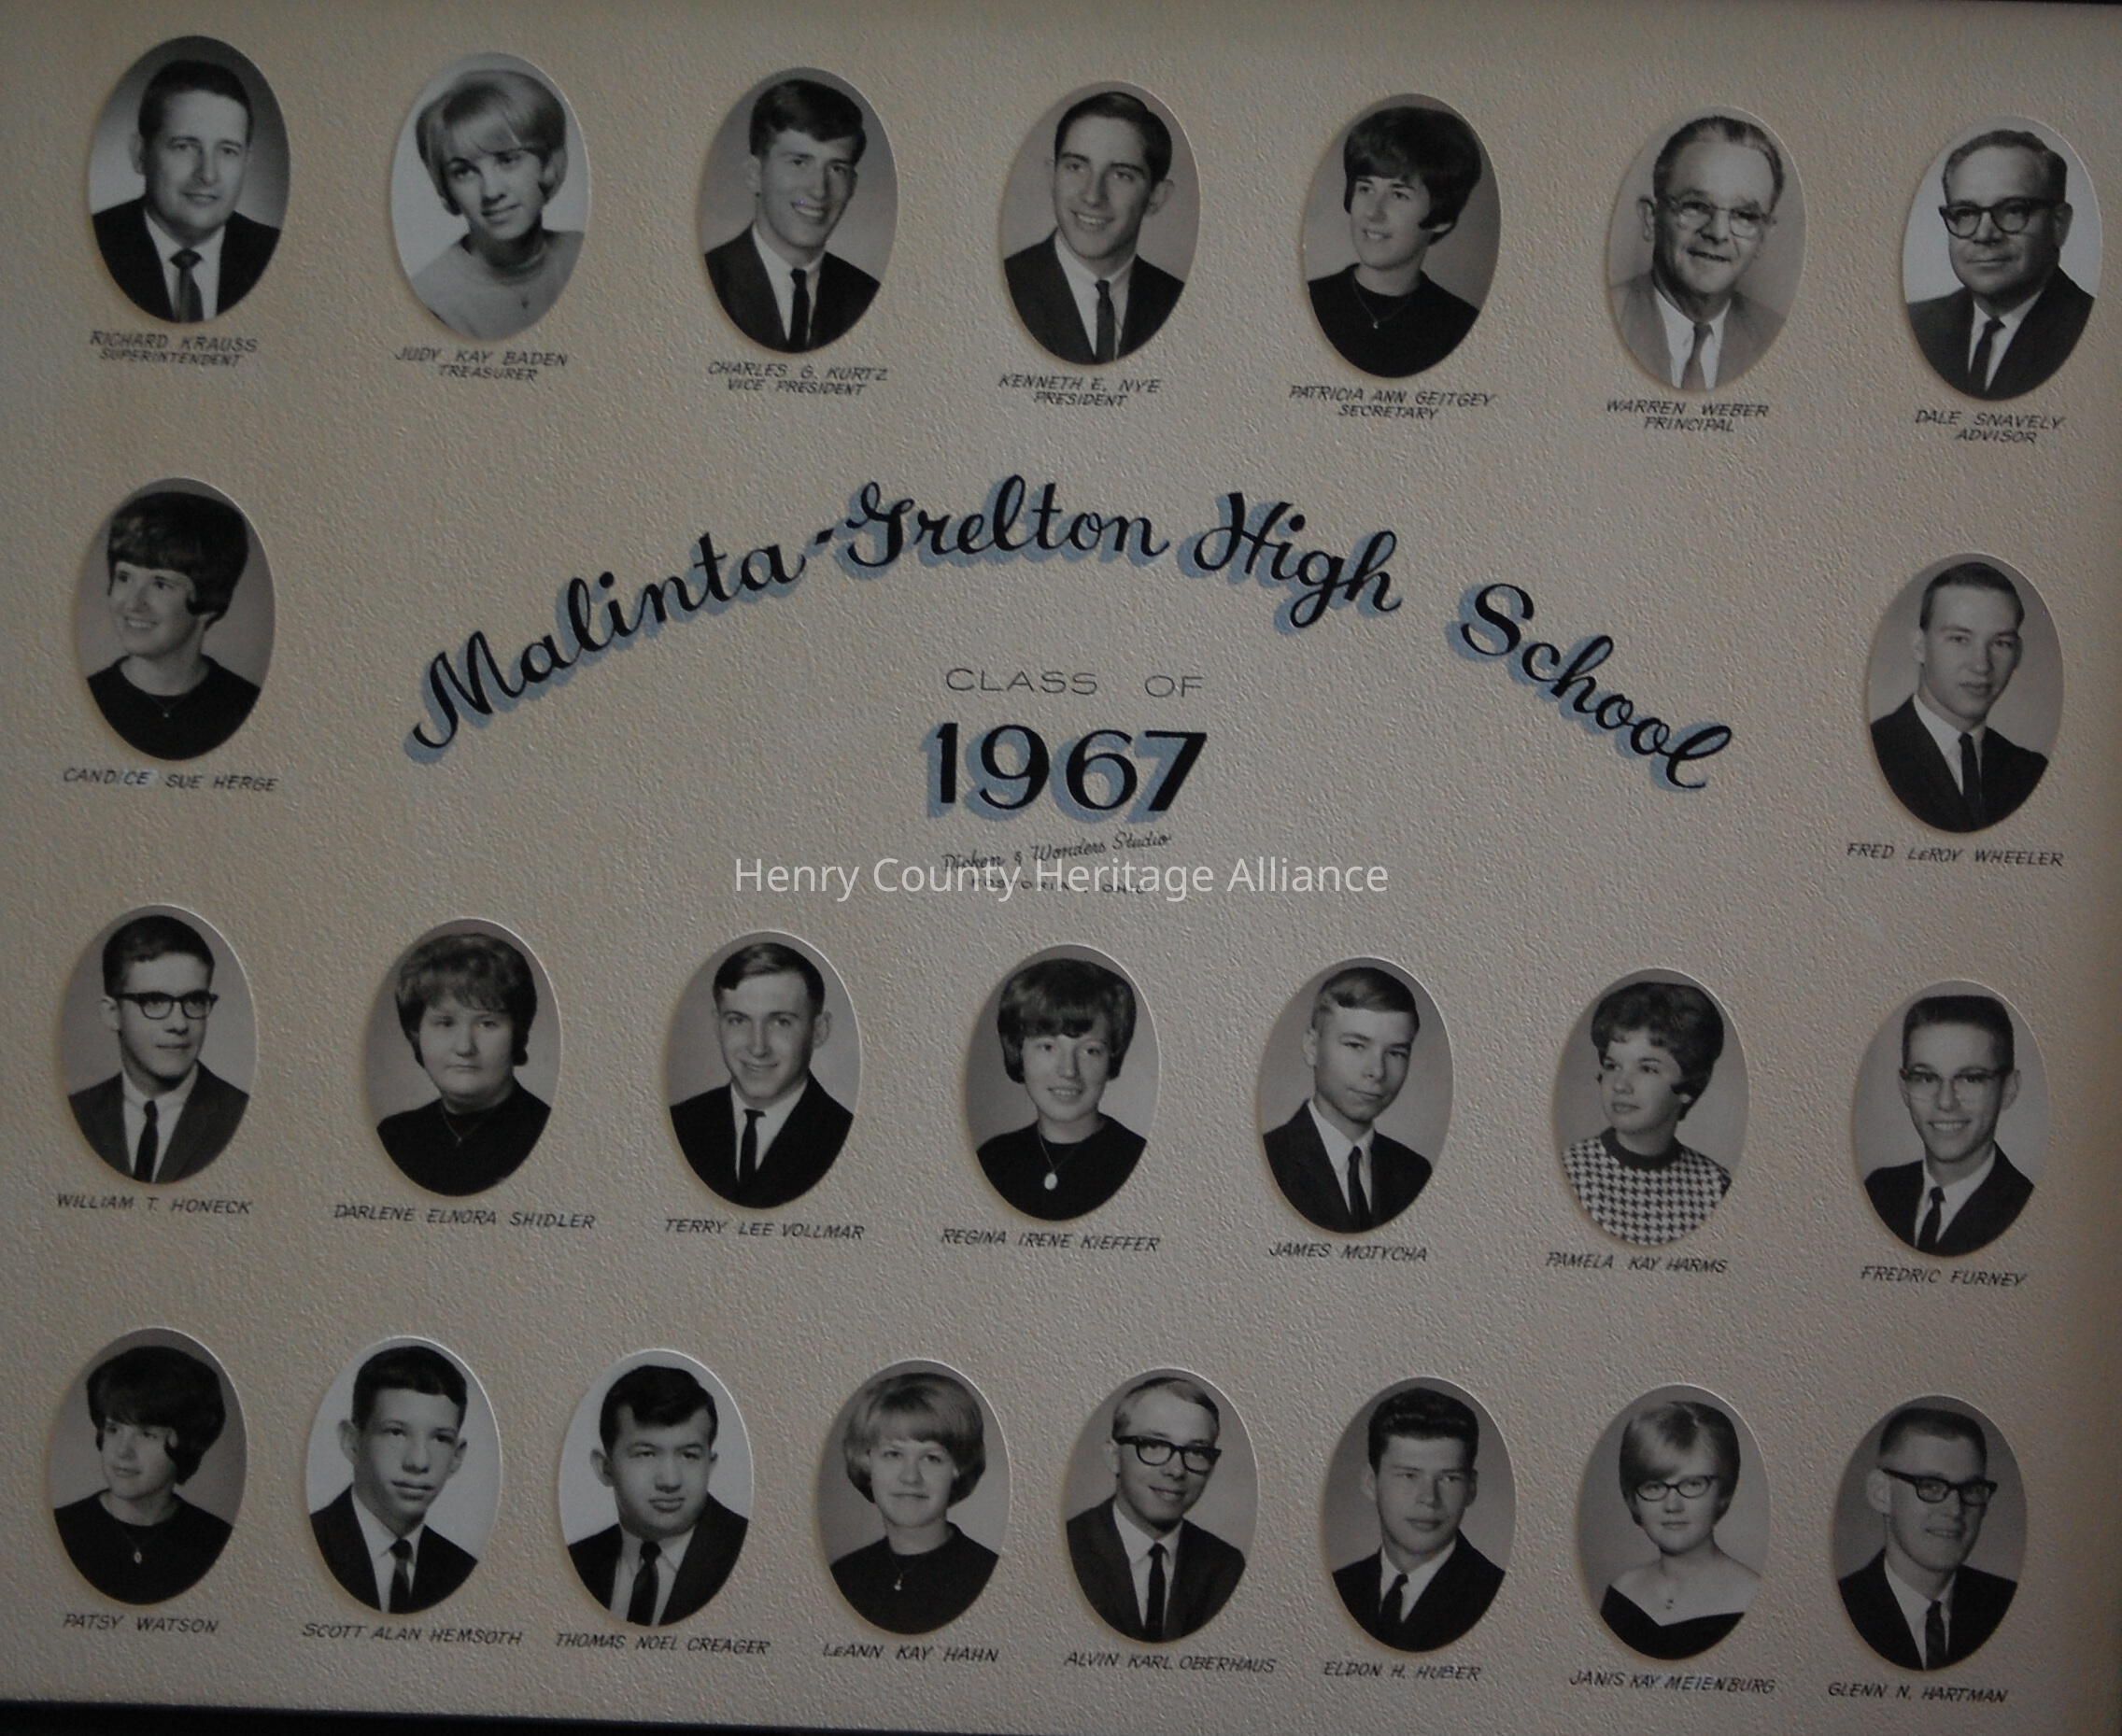 RICHARD KRAUSS
SUPERINTENDENT
JUDY KAY BADEN
TREASURER
CHARLES G. KURTZ
VICE PRESIDENT
KENNETH E. NYE
PRESIDENT
PATRICIA ANN GEITGEY
SECRETARY
WARREN WEBER
PRINCIPAL
DALE SNAVELY
ADVISOR
Malinta-Grelton High School
CLASS OF
1967
& Wonders Studio
Henry County Heritage Alliance
CANDICE SUE HERGE
FRED LeROY WHEELER
WILLIAM T. HONECK
DARLENE ELNORA SHIDLER
TERRY LEE VOLLMAR
REGINA IRENE KIEFFER
JAMES MOTYCHA
PAMELA KAY HARMS
FREDRIC FURNEY
PATSY WATSON
SCOTT ALAN HEMSOTH
THOMAS NOEL CREAGER
LeANN KAY HAHN
ALVIN KARL OBERHAUS
ELDON H. HUBER
JANIS KAY MEIENBURG
GLENN N. HARTMAN